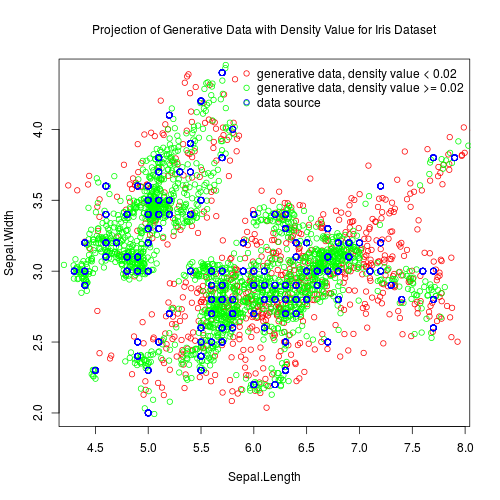 Projection of Generative Data with Density Value for Iris Dataset
generative data, density value < 0.02
generative data, density value >= 0.02
data source
4.0
3.5
3.0
2.5
2.0
Sepal.Width
4.5 5.0 5.5 6.0 6.5 7.0 7.5 8.0
Sepal.Length